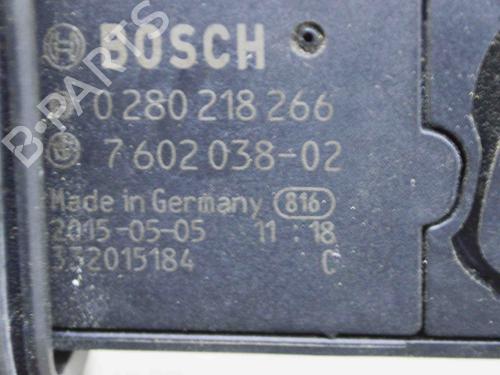 BOSCH
0 280 218 266
7 602 038-02
Made in Germany 816
2015-05-05 11:18
332015184 C